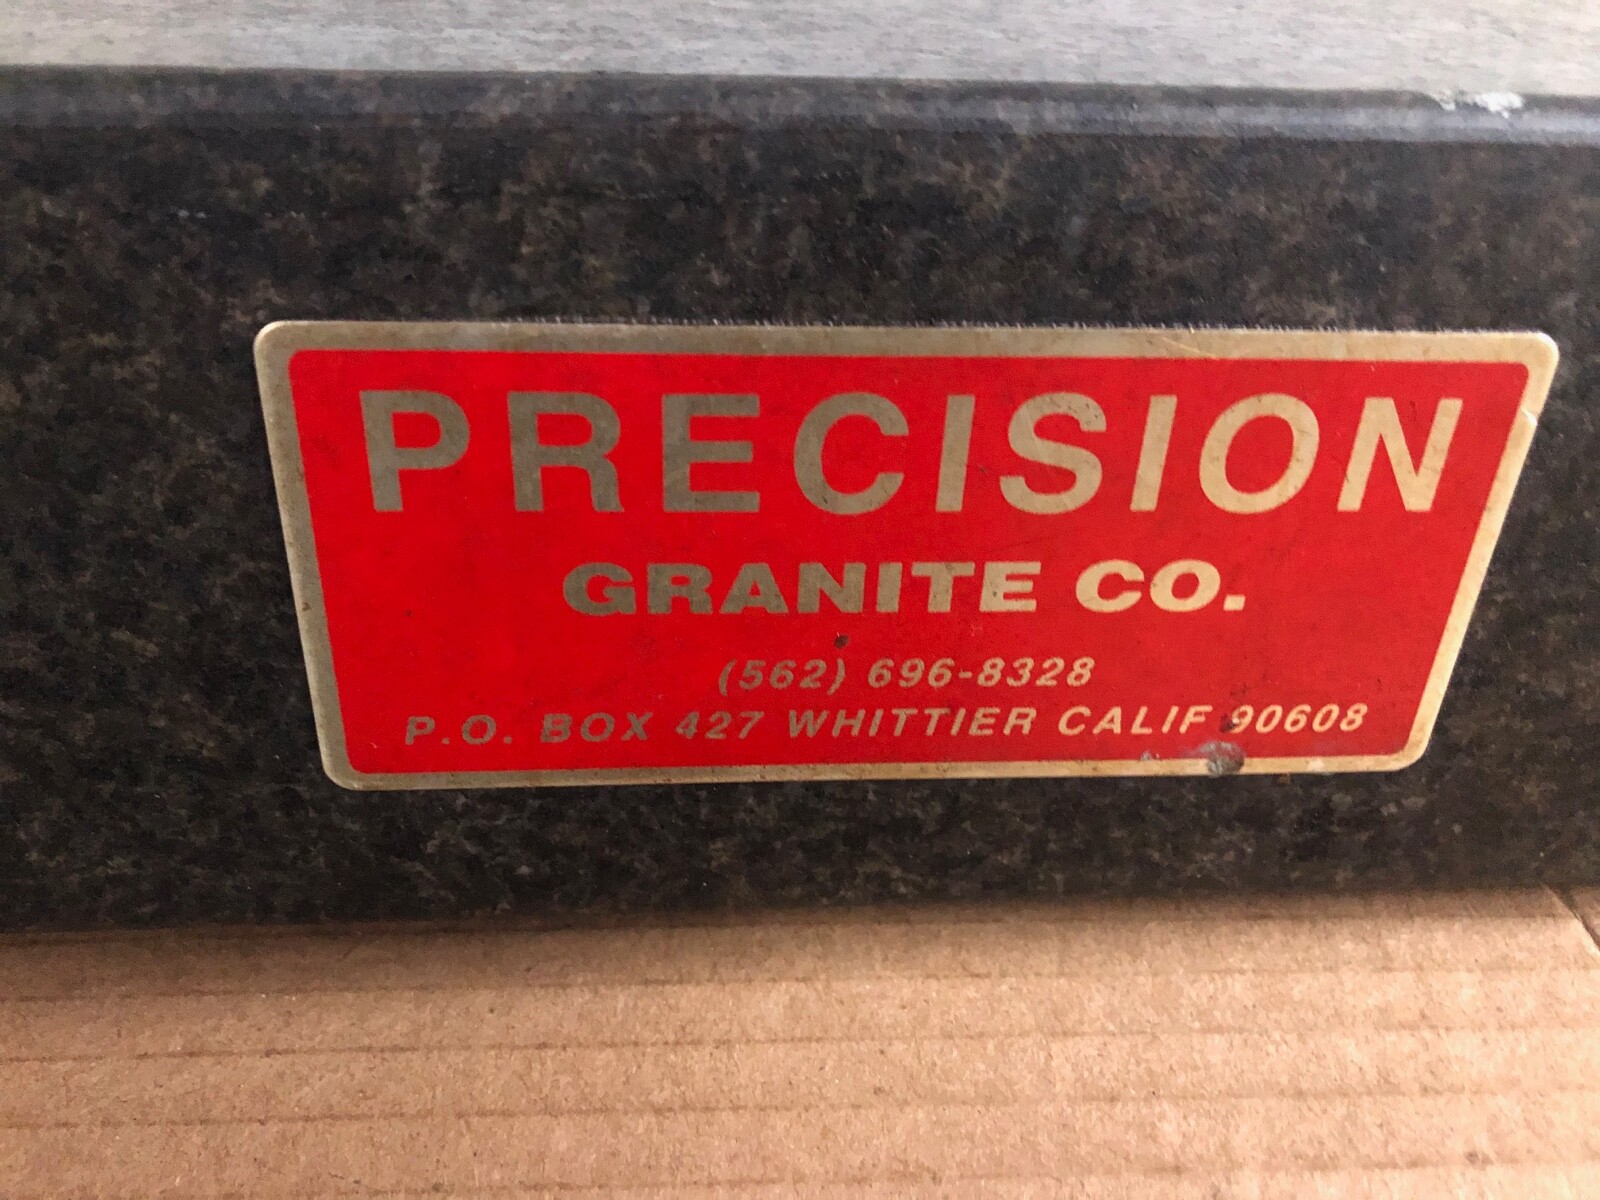 PRECISION
GRANITE CO.
(562) 696-8328
P.O. BOX 427 WHITTIER CALIF 90608